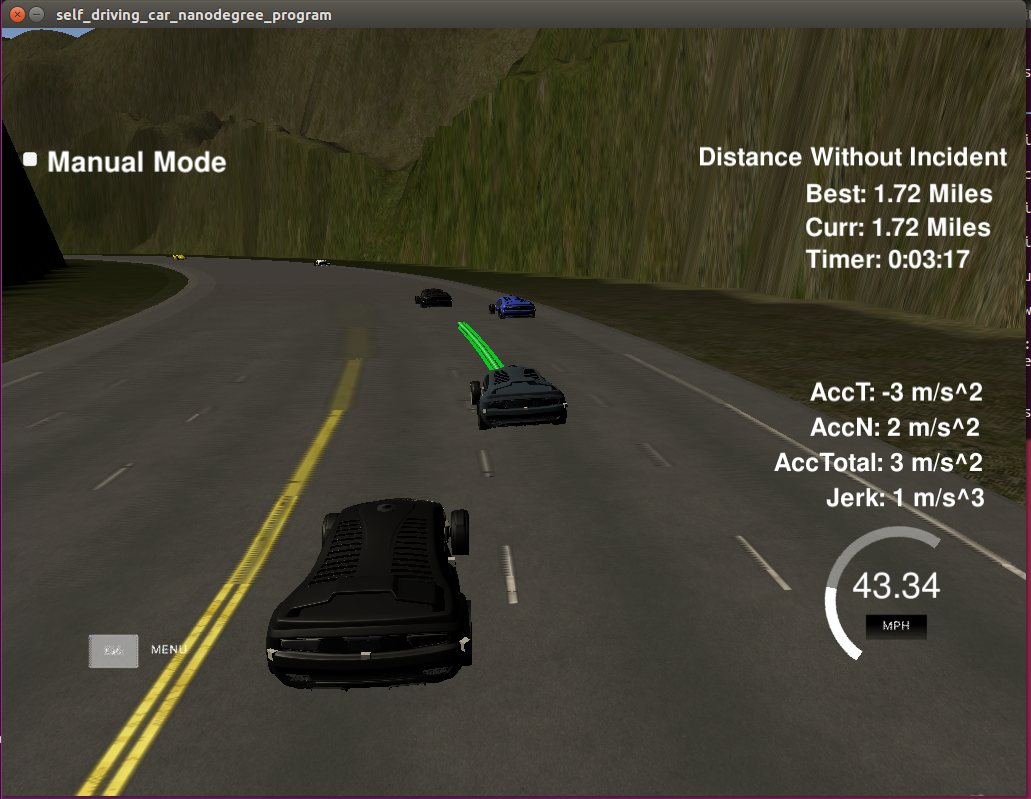 self_driving_car_nanodegree_program
Manual Mode
Distance Without Incident
Best: 1.72 Miles
Curr: 1.72 Miles
Timer: 0:03:17
AccT: -3 m/s^2
AccN: 2 m/s^2
AccTotal: 3 m/s^2
Jerk: 1 m/s^3
43.34
MPH
MENU